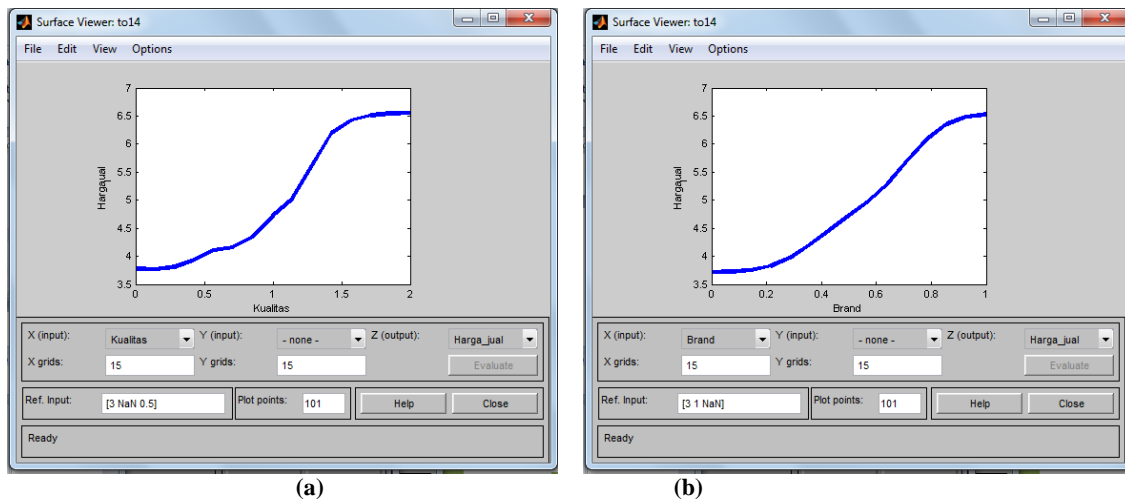 Surface Viewer: to14
File Edit View Options
7
6.5
6
5.5
5
4.5
4
3.5
Hargajual
0 0.5 1 1.5 2
Kualitas
X (input): Kualitas Y (input): - none - Z (output): Harga_jual
X grids: 15 Y grids: 15 Evaluate
Ref. Input: [3 NaN 0.5] Plot points: 101 Help Close
Ready
(a)
Surface Viewer: to14
File Edit View Options
7
6.5
6
5.5
5
4.5
4
3.5
Hargajual
0 0.2 0.4 0.6 0.8 1
Brand
X (input): Brand Y (input): - none - Z (output): Harga_jual
X grids: 15 Y grids: 15 Evaluate
Ref. Input: [3 1 NaN] Plot points: 101 Help Close
Ready
(b)